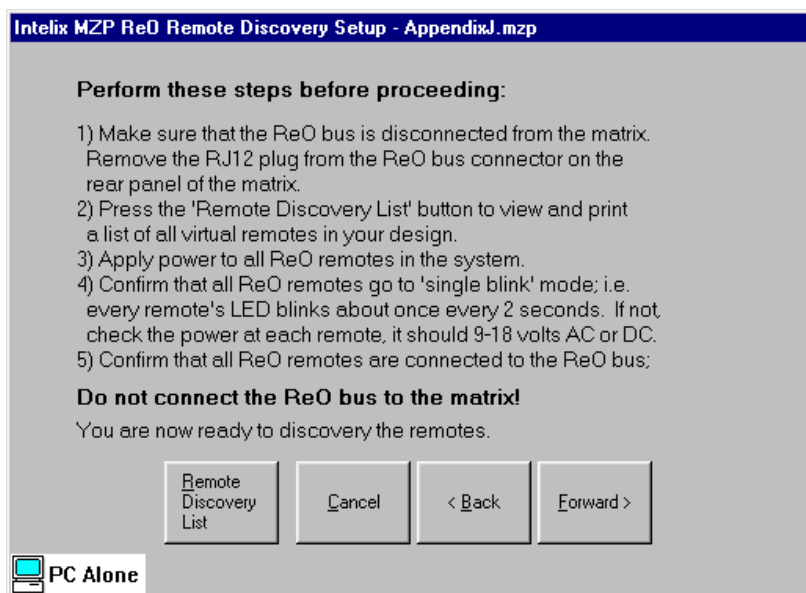 Intelix MZP ReO Remote Discovery Setup - AppendixJ.mzp
Perform these steps before proceeding:
1) Make sure that the ReO bus is disconnected from the matrix.
Remove the RJ12 plug from the ReO bus connector on the
rear panel of the matrix.
2) Press the 'Remote Discovery List' button to view and print
a list of all virtual remotes in your design.
3) Apply power to all ReO remotes in the system.
4) Confirm that all ReO remotes go to 'single blink' mode; i.e.
every remote's LED blinks about once every 2 seconds. If not,
check the power at each remote, it should 9-18 volts AC or DC.
5) Confirm that all ReO remotes are connected to the ReO bus;
Do not connect the ReO bus to the matrix!
You are now ready to discovery the remotes.
Remote
Discovery
List
Cancel
< Back
Forward >
PC Alone